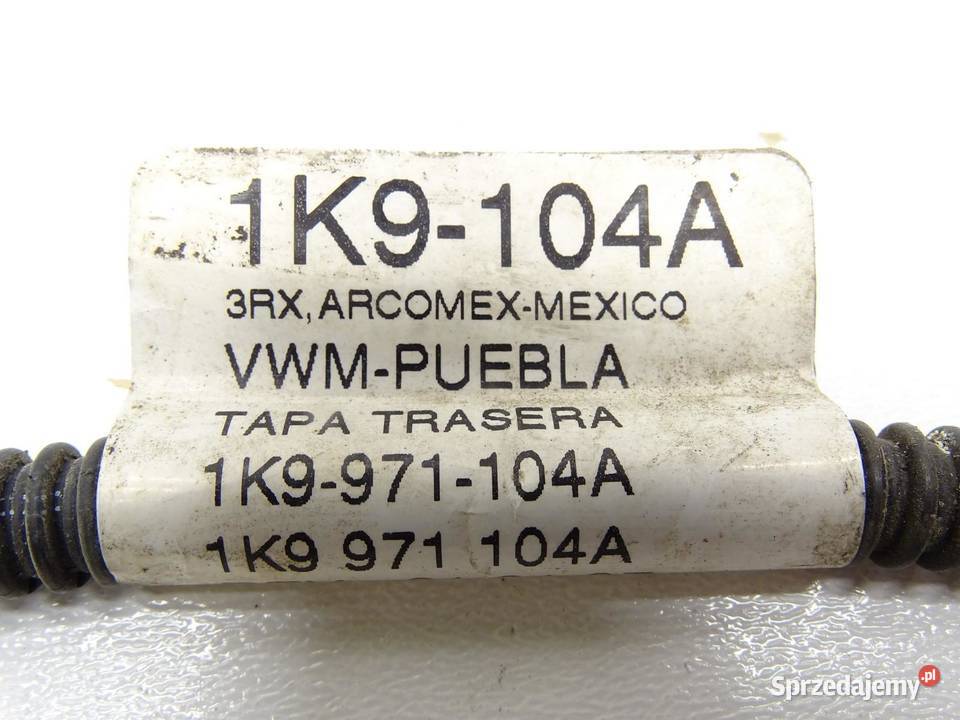 1K9-104A
3RX, ARCOMEX-MEXICO
VWM-PUEBLA
TAPA TRASERA
1K9-971-104A
1K9 971 104A
Sprzedajemy.pl